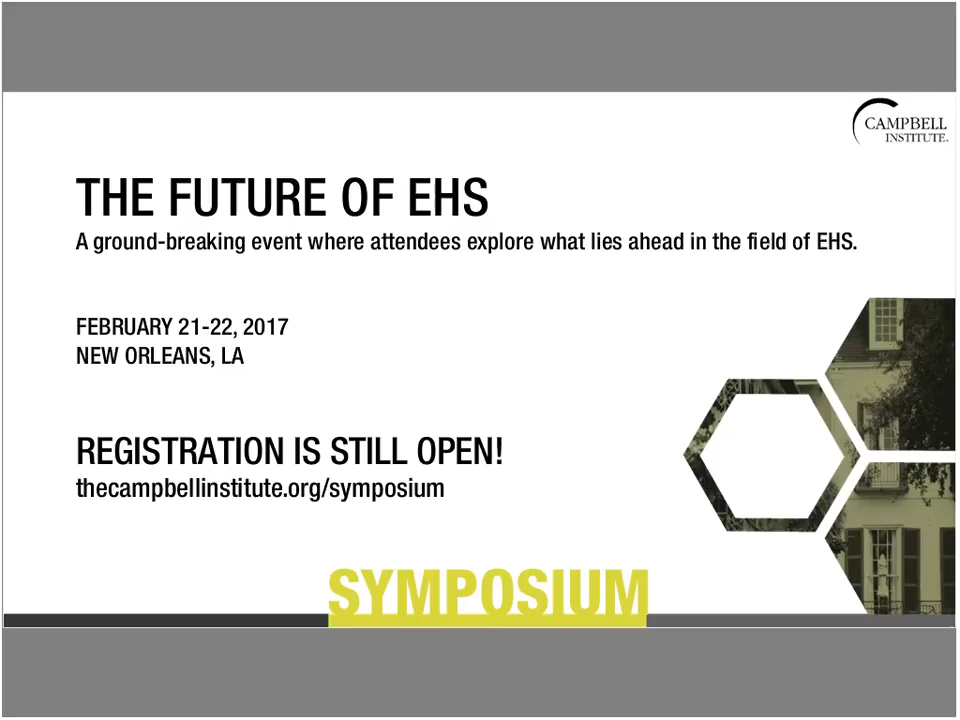 CAMPBELL
INSTITUTE
THE FUTURE OF EHS
A ground-breaking event where attendees explore what lies ahead in the field of EHS.
FEBRUARY 21-22, 2017
NEW ORLEANS, LA
REGISTRATION IS STILL OPEN!
thecampbellinstitute.org/symposium
SYMPOSIUM